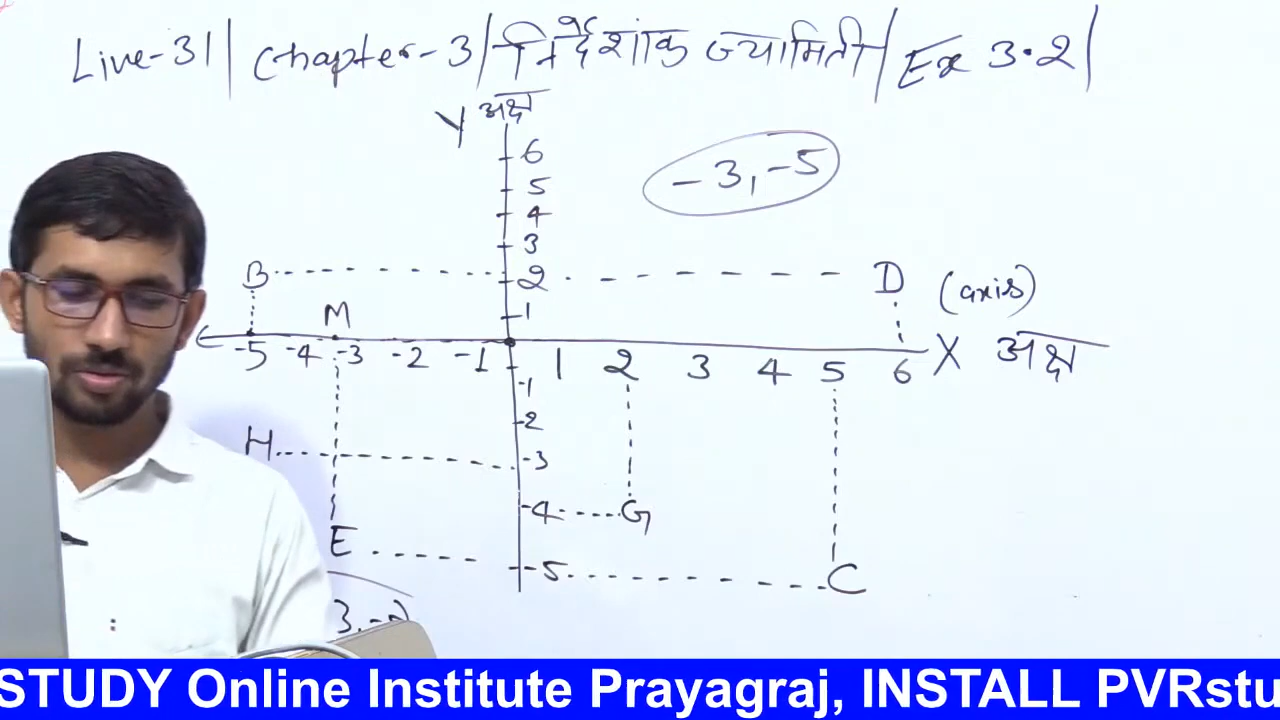 Live-31 | Chapter-3 | निर्देशांक ज्यामिती | Ex 3.2 |
Y अक्ष
6
-3, -5
5
4
3
B 2 D (axis)
M 1
-5 -4 -3 -2 -1 1 2 3 4 5 6 X अक्ष
-1
-2
H -3
-4 G
E
-5 C
STUDY Online Institute Prayagraj, INSTALL PVRstu